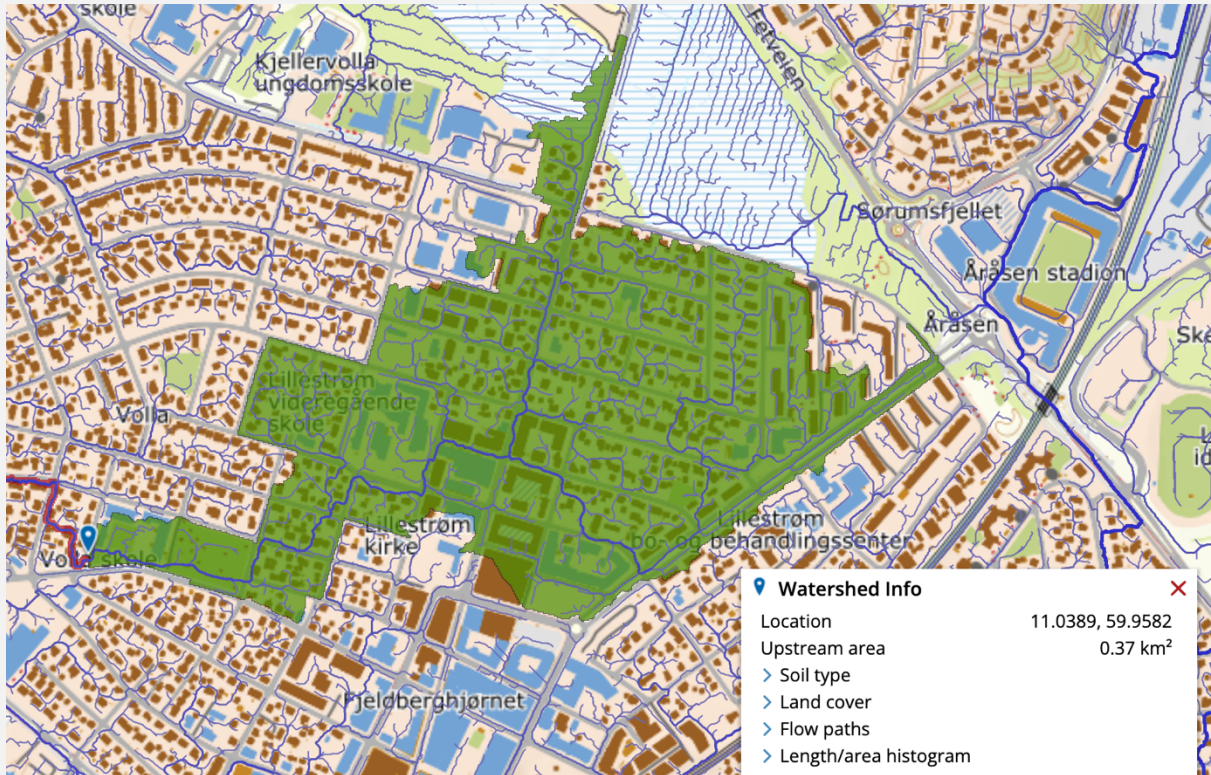 skole
Kjellervolla
ungdomsskole
Fetveien
Sørumsfjellet
Åråsen stadion
Åråsen
Lillestrøm
videregående
skole
Volla
Lillestrøm
kirke
Lillestrøm
bo- og behandlingssenter
Volla skole
Fjeldberghjørnet
Watershed Info
Location 11.0389, 59.9582
Upstream area 0.37 km²
Soil type
Land cover
Flow paths
Length/area histogram